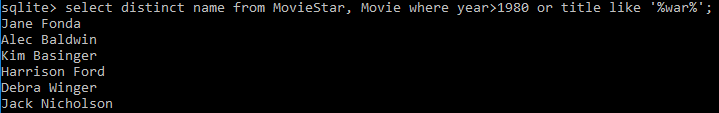 sqlite> select distinct name from MovieStar, Movie where year>1980 or title like '%war%';
Jane Fonda
Alec Baldwin
Kim Basinger
Harrison Ford
Debra Winger
Jack Nicholson